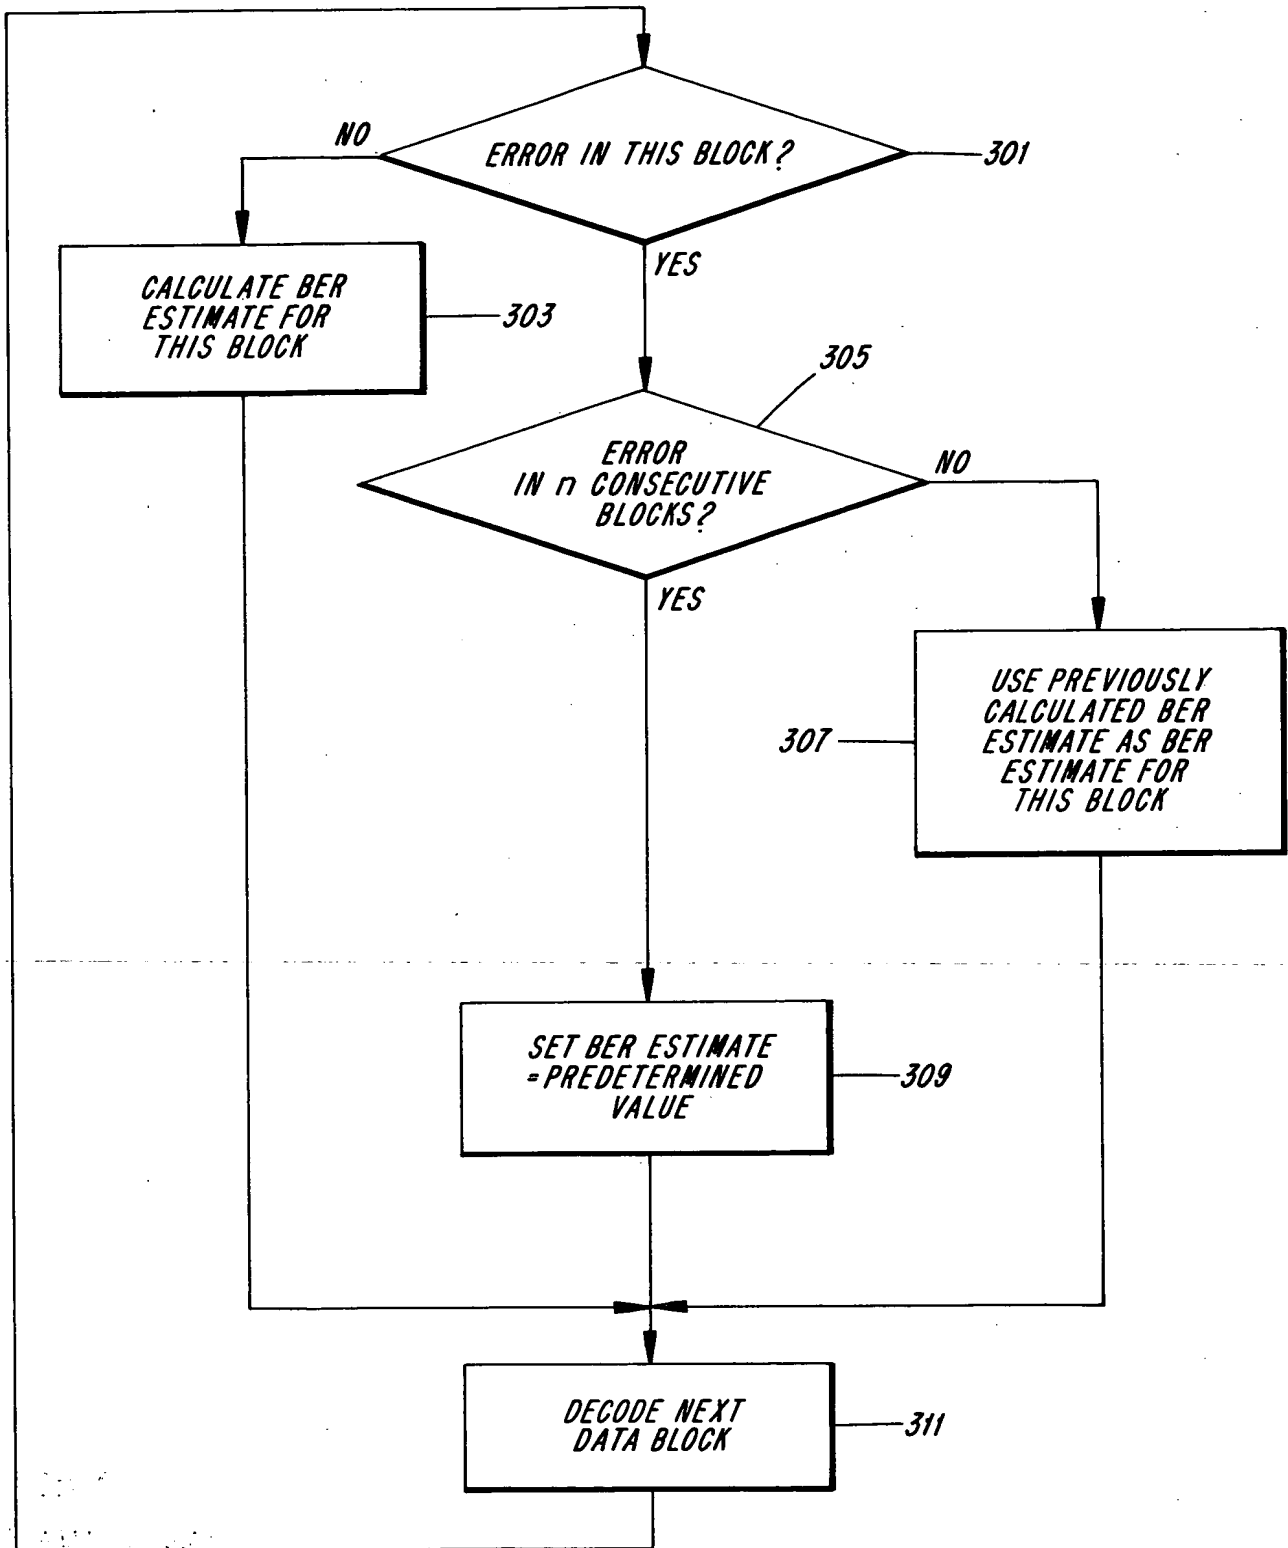 NO
ERROR IN THIS BLOCK?
301
YES
CALCULATE BER
ESTIMATE FOR
THIS BLOCK
303
305
ERROR
IN n CONSECUTIVE
BLOCKS?
NO
YES
USE PREVIOUSLY
CALCULATED BER
ESTIMATE AS BER
ESTIMATE FOR
THIS BLOCK
307
SET BER ESTIMATE
=PREDETERMINED
VALUE
309
DECODE NEXT
DATA BLOCK
311